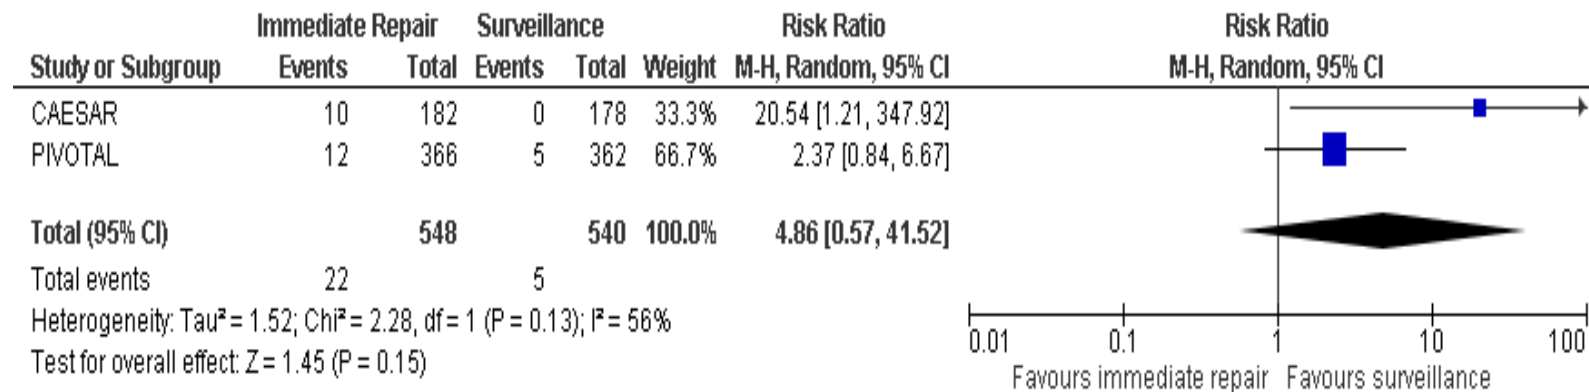 Immediate Repair Surveillance Risk Ratio Risk Ratio
Study or Subgroup Events Total Events Total Weight M-H, Random, 95% CI M-H, Random, 95% CI
CAESAR 10 182 0 178 33.3% 20.54 [1.21, 347.92]
PIVOTAL 12 366 5 362 66.7% 2.37 [0.84, 6.67]
Total (95% CI) 548 540 100.0% 4.86 [0.57, 41.52]
Total events 22 5
Heterogeneity: Tau² = 1.52; Chi² = 2.28, df = 1 (P = 0.13); I² = 56%
Test for overall effect: Z = 1.45 (P = 0.15)
0.01 0.1 1 10 100
Favours immediate repair Favours surveillance